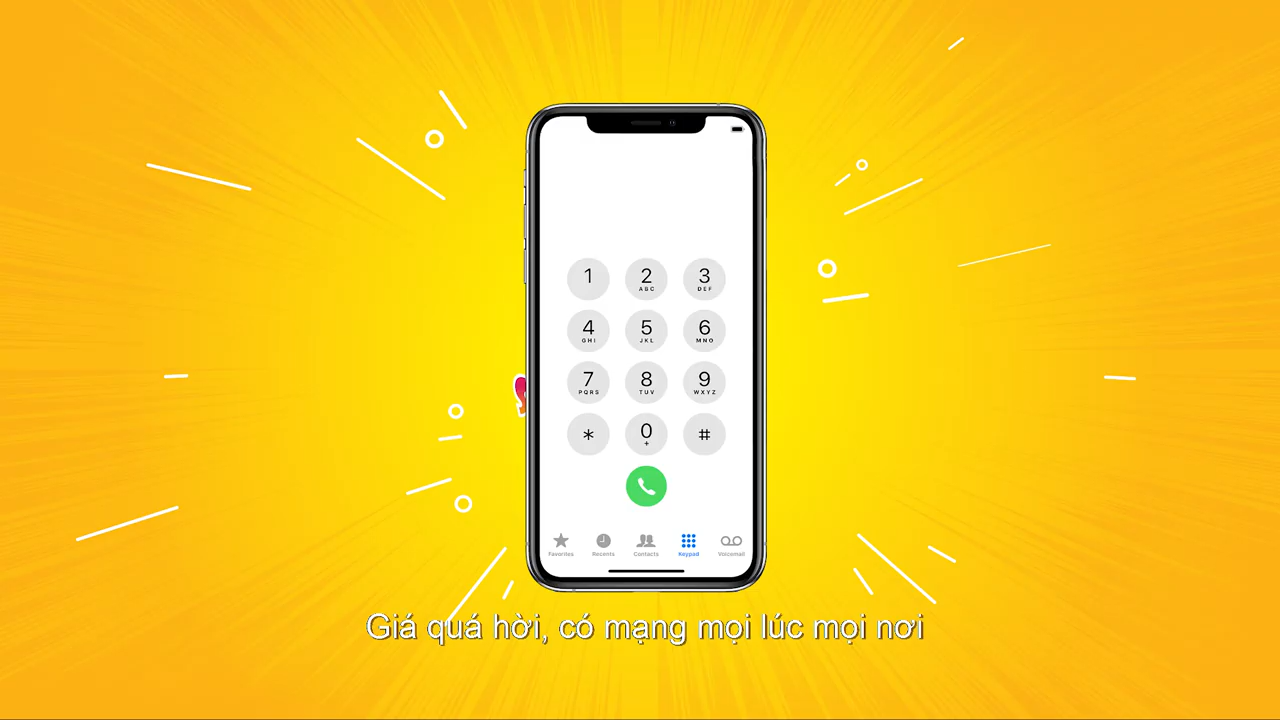 1 2 3
ABC DEF
4 5 6
GHI JKL MNO
7 8 9
PQRS TUV WXYZ
* 0 #
+
Favorites Recents Contacts Keypad Voicemail
Giá quá hời, có mạng mọi lúc mọi nơi